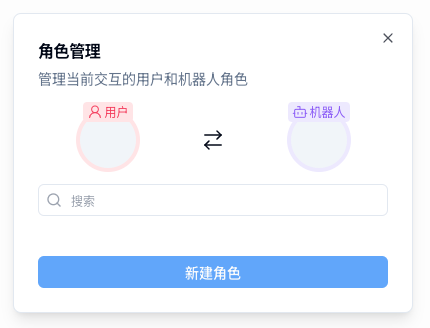 角色管理
管理当前交互的用户和机器人角色
用户
机器人
搜索
新建角色